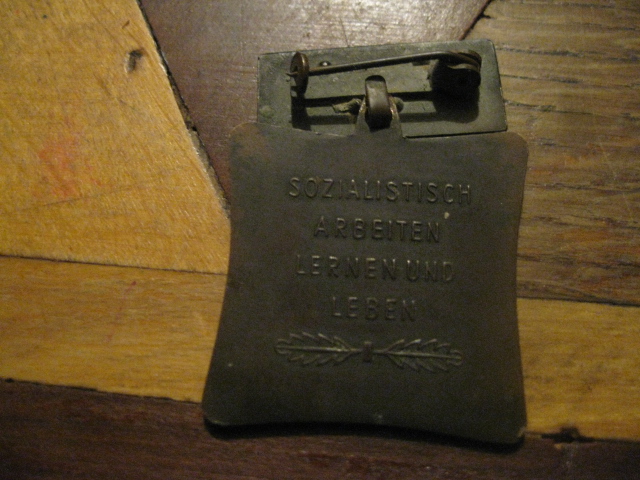 SOZIALISTISCH
ARBEITEN
LERNEN UND
LEBEN